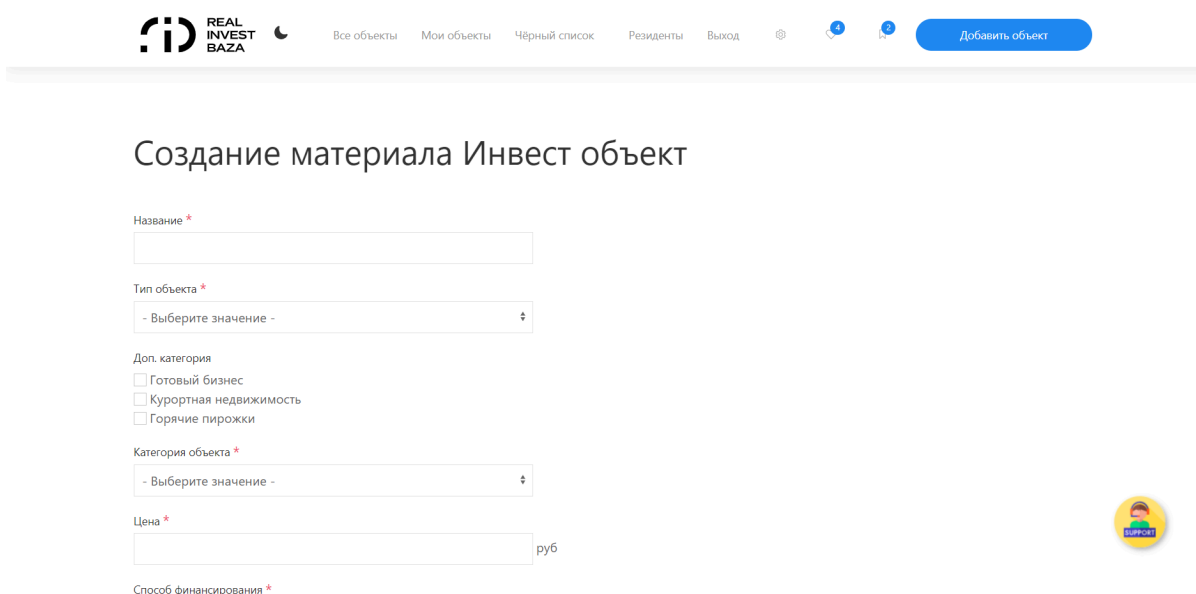 REAL
INVEST
BAZA
Все объекты Мои объекты Чёрный список Резиденты Выход 4 2 Добавить объект
Создание материала Инвест объект
Название *
Тип объекта *
- Выберите значение -
Доп. категория
Готовый бизнес
Курортная недвижимость
Горячие пирожки
Категория объекта *
- Выберите значение -
Цена *
руб
SUPPORT
Способ финансирования *